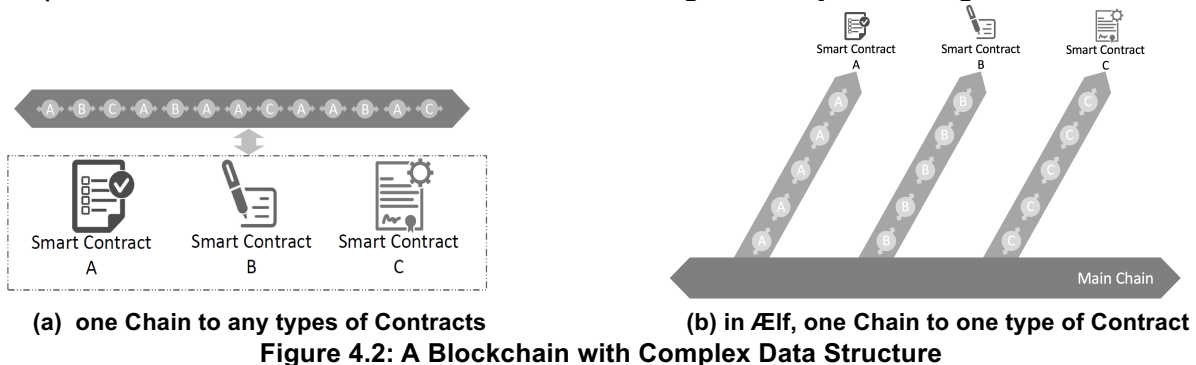 A B C A B A A C A A B A C
Smart Contract
A
Smart Contract
B
Smart Contract
C
(a) one Chain to any types of Contracts
Smart Contract
A
Smart Contract
B
Smart Contract
C
A
A
A
A
A
B
B
B
B
B
C
C
C
C
C
Main Chain
(b) in Ælf, one Chain to one type of Contract
Figure 4.2: A Blockchain with Complex Data Structure